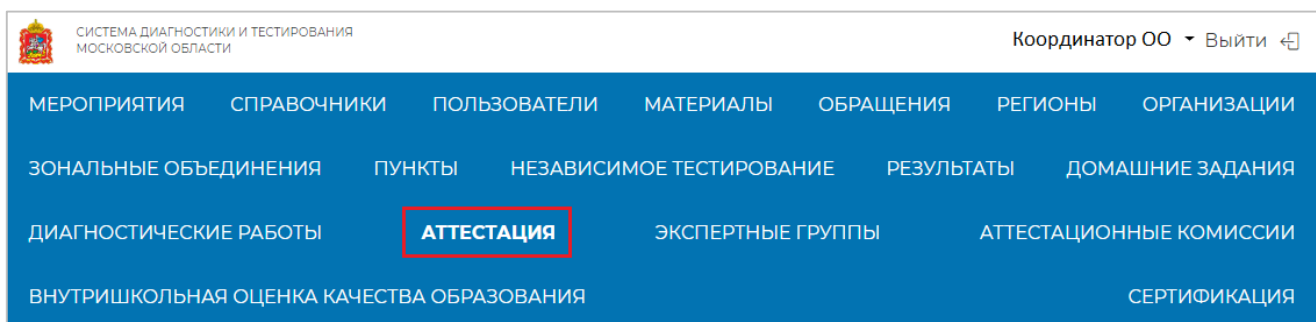 СИСТЕМА ДИАГНОСТИКИ И ТЕСТИРОВАНИЯ
МОСКОВСКОЙ ОБЛАСТИ
Координатор ОО Выйти
МЕРОПРИЯТИЯ СПРАВОЧНИКИ ПОЛЬЗОВАТЕЛИ МАТЕРИАЛЫ ОБРАЩЕНИЯ РЕГИОНЫ ОРГАНИЗАЦИИ
ЗОНАЛЬНЫЕ ОБЪЕДИНЕНИЯ ПУНКТЫ НЕЗАВИСИМОЕ ТЕСТИРОВАНИЕ РЕЗУЛЬТАТЫ ДОМАШНИЕ ЗАДАНИЯ
ДИАГНОСТИЧЕСКИЕ РАБОТЫ АТТЕСТАЦИЯ ЭКСПЕРТНЫЕ ГРУППЫ АТТЕСТАЦИОННЫЕ КОМИССИИ
ВНУТРИШКОЛЬНАЯ ОЦЕНКА КАЧЕСТВА ОБРАЗОВАНИЯ СЕРТИФИКАЦИЯ